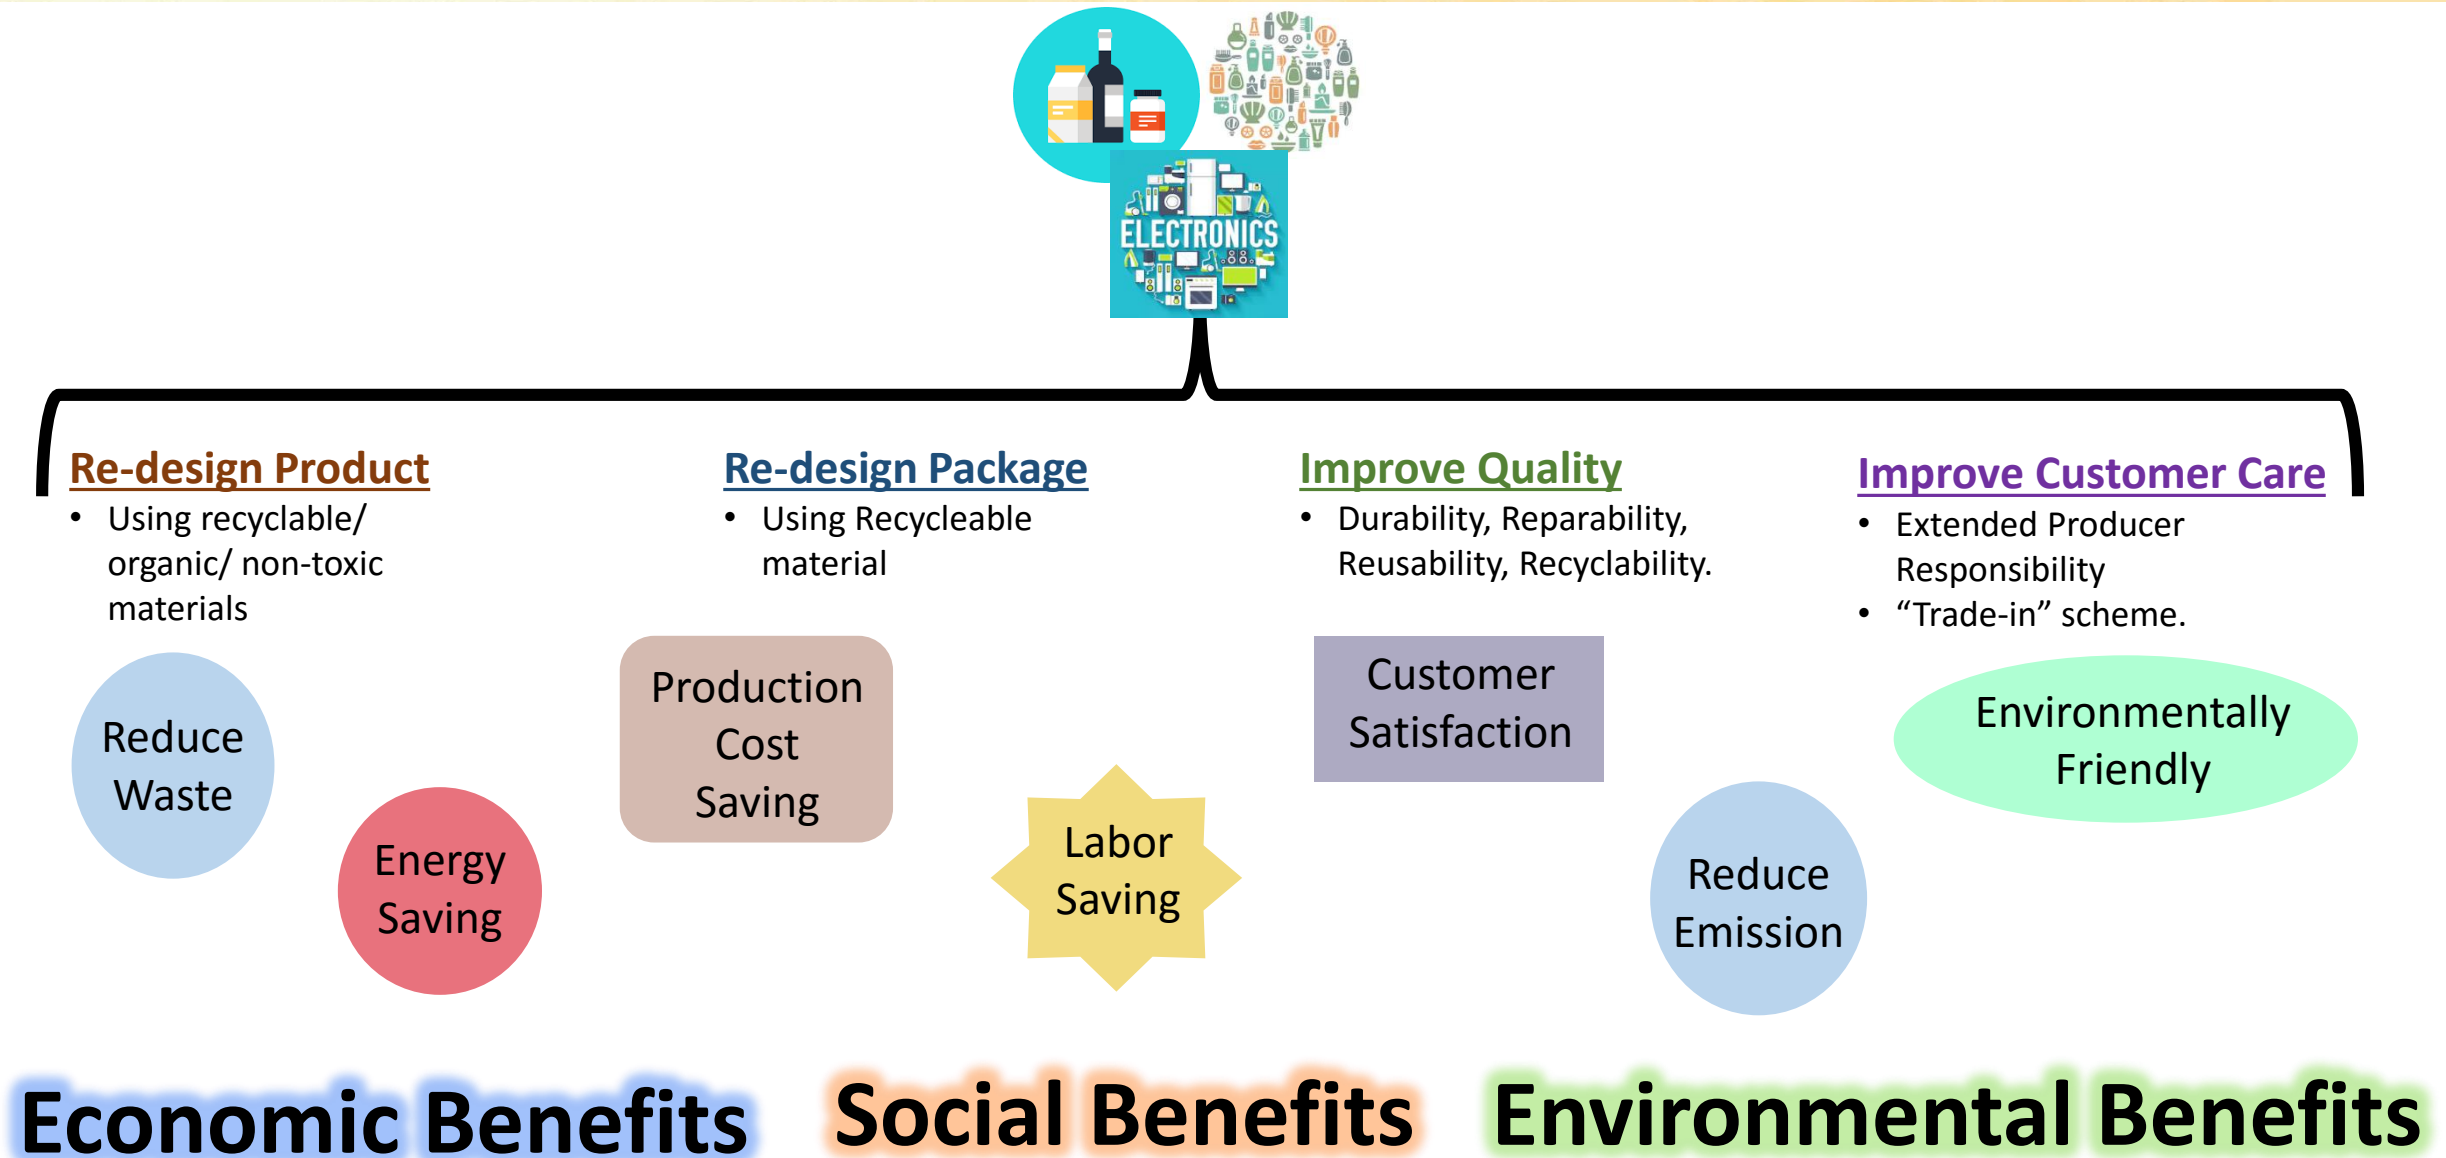 ELECTRONICS
Re-design Product
• Using recyclable/
organic/ non-toxic
materials
Re-design Package
• Using Recycleable
material
Improve Quality
• Durability, Reparability,
Reusability, Recyclability.
Improve Customer Care
• Extended Producer
Responsibility
• “Trade-in” scheme.
Reduce
Waste
Energy
Saving
Production
Cost
Saving
Labor
Saving
Customer
Satisfaction
Reduce
Emission
Environmentally
Friendly
Economic Benefits
Social Benefits
Environmental Benefits